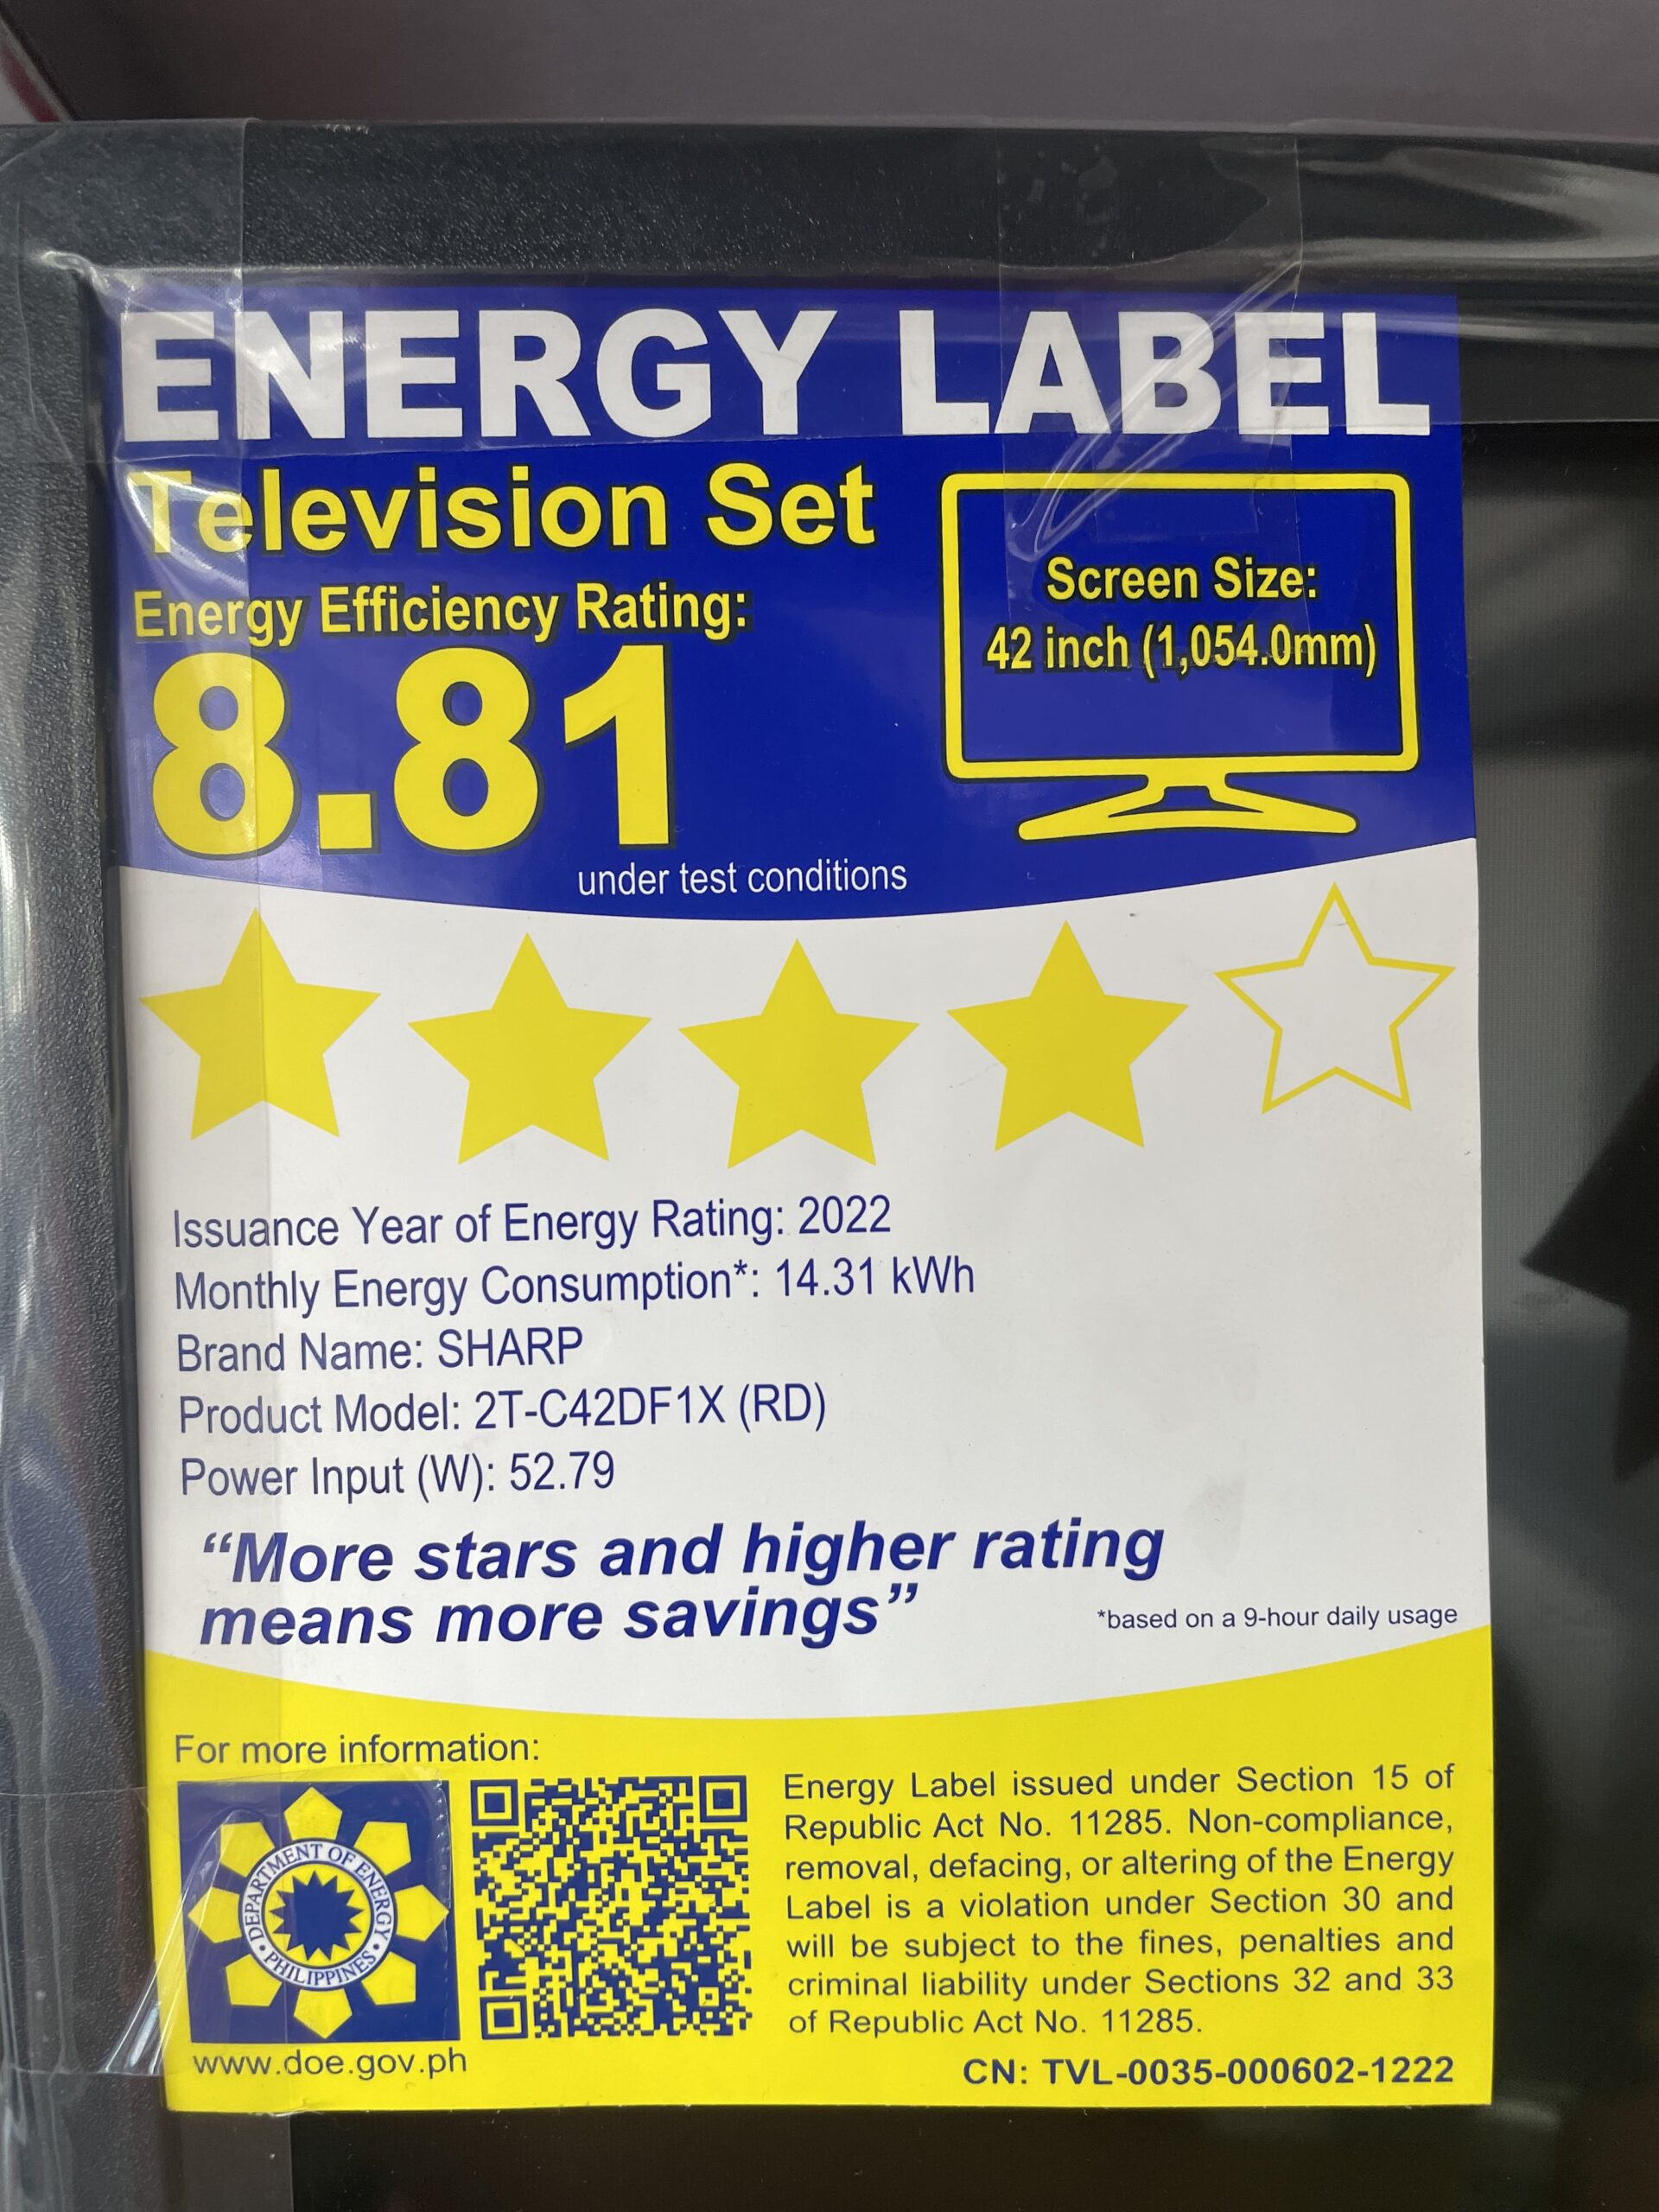 ENERGY LABEL
Television Set
Energy Efficiency Rating:
8.81
under test conditions
Screen Size:
42 inch (1,054.0mm)
Issuance Year of Energy Rating: 2022
Monthly Energy Consumption*: 14.31 kWh
Brand Name: SHARP
Product Model: 2T-C42DF1X (RD)
Power Input (W): 52.79
“More stars and higher rating
means more savings”
*based on a 9-hour daily usage
For more information:
DEPARTMENT OF ENERGY
• PHILIPPINES •
www.doe.gov.ph
Energy Label issued under Section 15 of
Republic Act No. 11285. Non-compliance,
removal, defacing, or altering of the Energy
Label is a violation under Section 30 and
will be subject to the fines, penalties and
criminal liability under Sections 32 and 33
of Republic Act No. 11285.
CN: TVL-0035-000602-1222